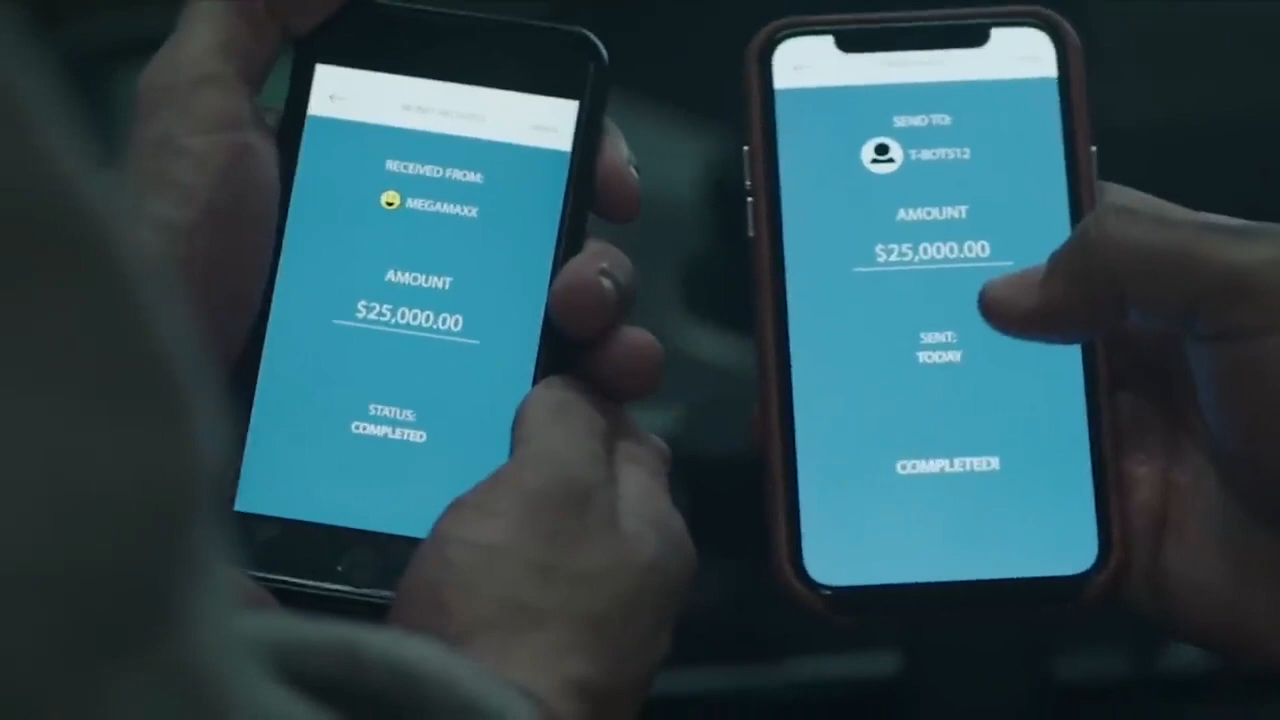 RECEIVED FROM:
MEGAMAXX
AMOUNT
$25,000.00
STATUS:
COMPLETED
SEND TO:
T-BOTS12
AMOUNT
$25,000.00
SENT:
TODAY
COMPLETED!